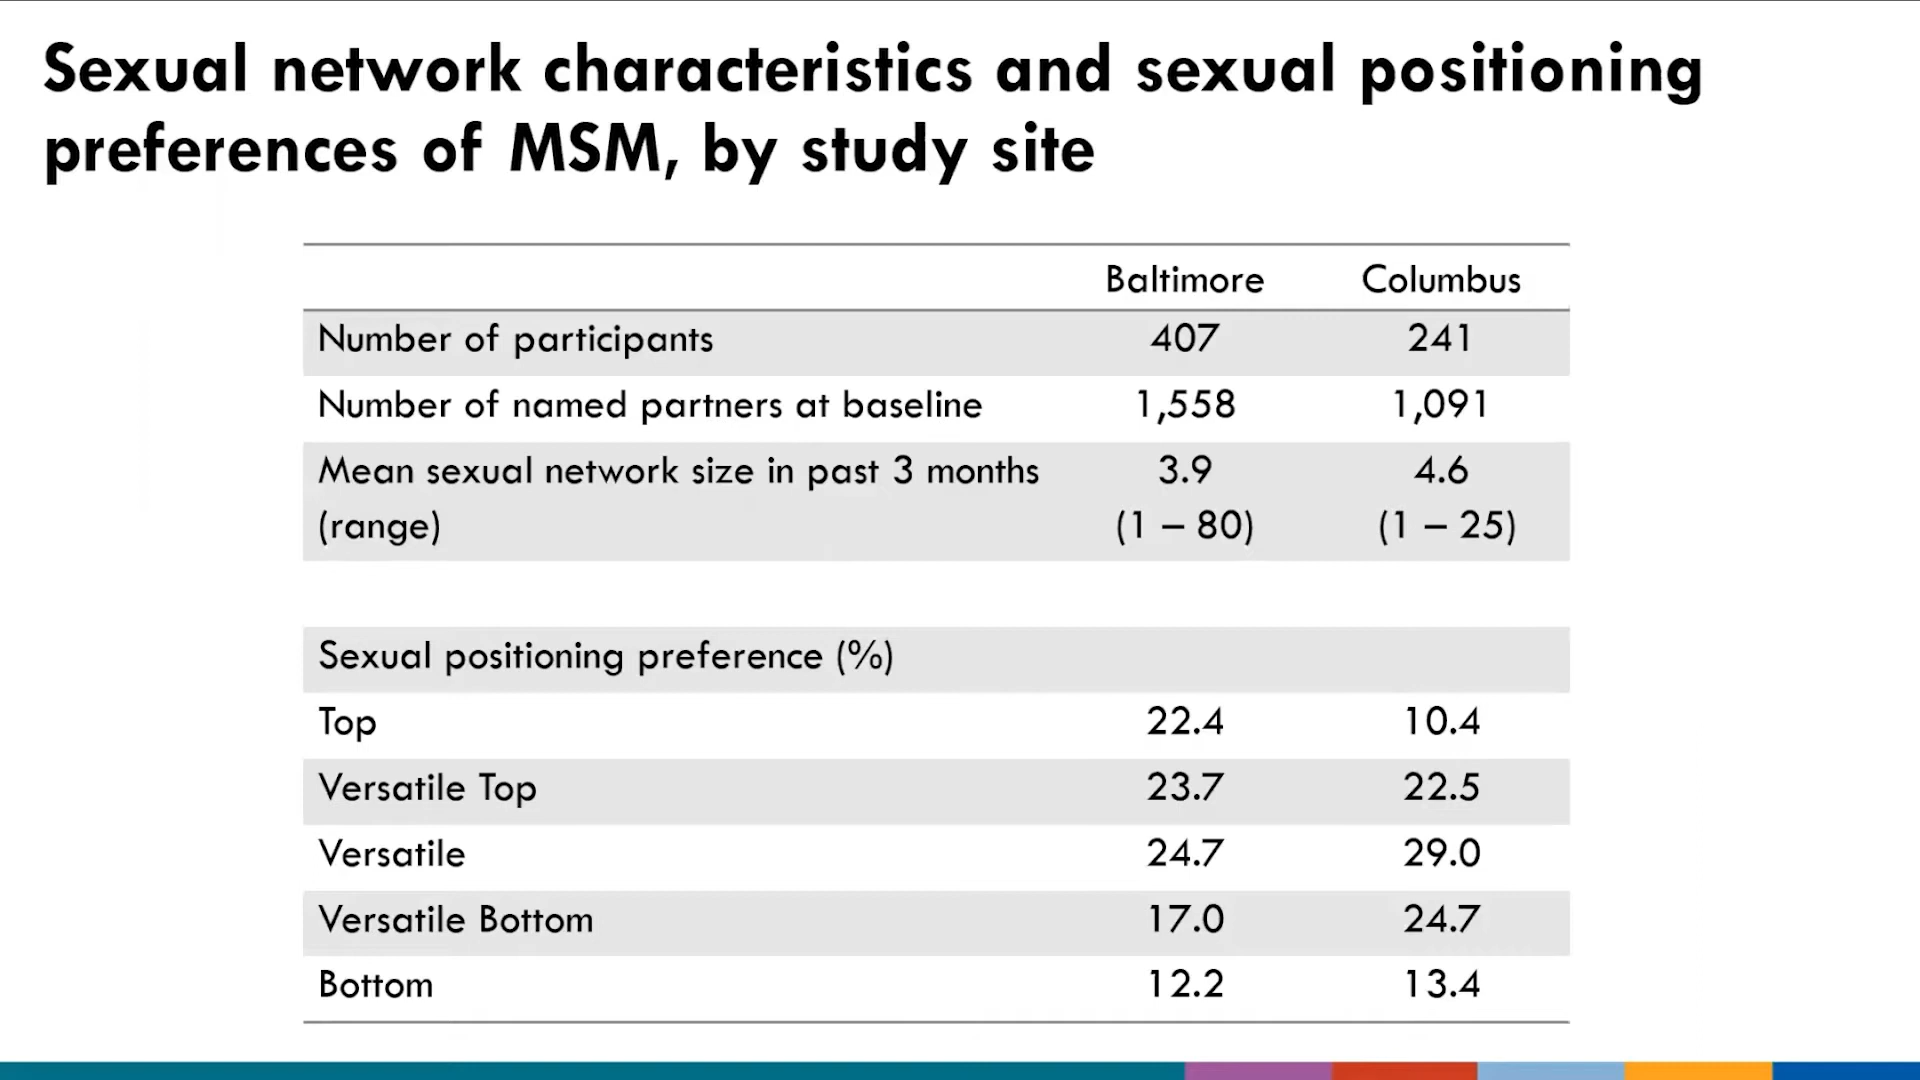 Sexual network characteristics and sexual positioning
preferences of MSM, by study site
Baltimore Columbus
Number of participants 407 241
Number of named partners at baseline 1,558 1,091
Mean sexual network size in past 3 months 3.9 4.6
(range) (1 – 80) (1 – 25)
Sexual positioning preference (%)
Top 22.4 10.4
Versatile Top 23.7 22.5
Versatile 24.7 29.0
Versatile Bottom 17.0 24.7
Bottom 12.2 13.4